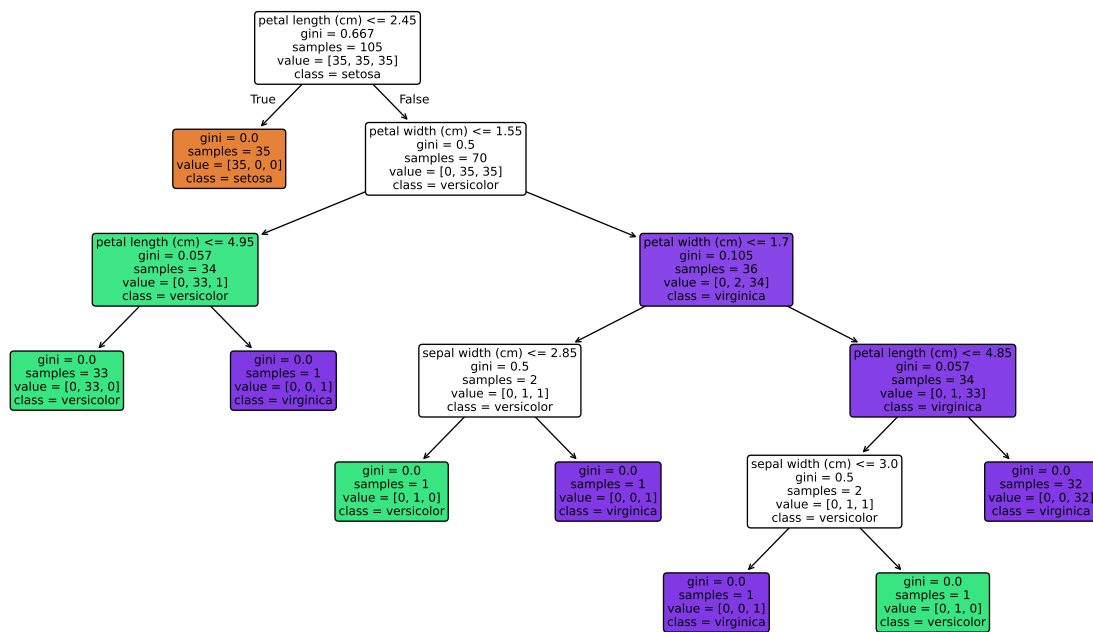 petal length (cm) <= 2.45
gini = 0.667
samples = 105
value = [35, 35, 35]
class = setosa
True
False
gini = 0.0
samples = 35
value = [35, 0, 0]
class = setosa
petal width (cm) <= 1.55
gini = 0.5
samples = 70
value = [0, 35, 35]
class = versicolor
petal length (cm) <= 4.95
gini = 0.057
samples = 34
value = [0, 33, 1]
class = versicolor
petal width (cm) <= 1.7
gini = 0.105
samples = 36
value = [0, 2, 34]
class = virginica
gini = 0.0
samples = 33
value = [0, 33, 0]
class = versicolor
gini = 0.0
samples = 1
value = [0, 0, 1]
class = virginica
sepal width (cm) <= 2.85
gini = 0.5
samples = 2
value = [0, 1, 1]
class = versicolor
petal length (cm) <= 4.85
gini = 0.057
samples = 34
value = [0, 1, 33]
class = virginica
gini = 0.0
samples = 1
value = [0, 1, 0]
class = versicolor
gini = 0.0
samples = 1
value = [0, 0, 1]
class = virginica
sepal width (cm) <= 3.0
gini = 0.5
samples = 2
value = [0, 1, 1]
class = versicolor
gini = 0.0
samples = 32
value = [0, 0, 32]
class = virginica
gini = 0.0
samples = 1
value = [0, 0, 1]
class = virginica
gini = 0.0
samples = 1
value = [0, 1, 0]
class = versicolor